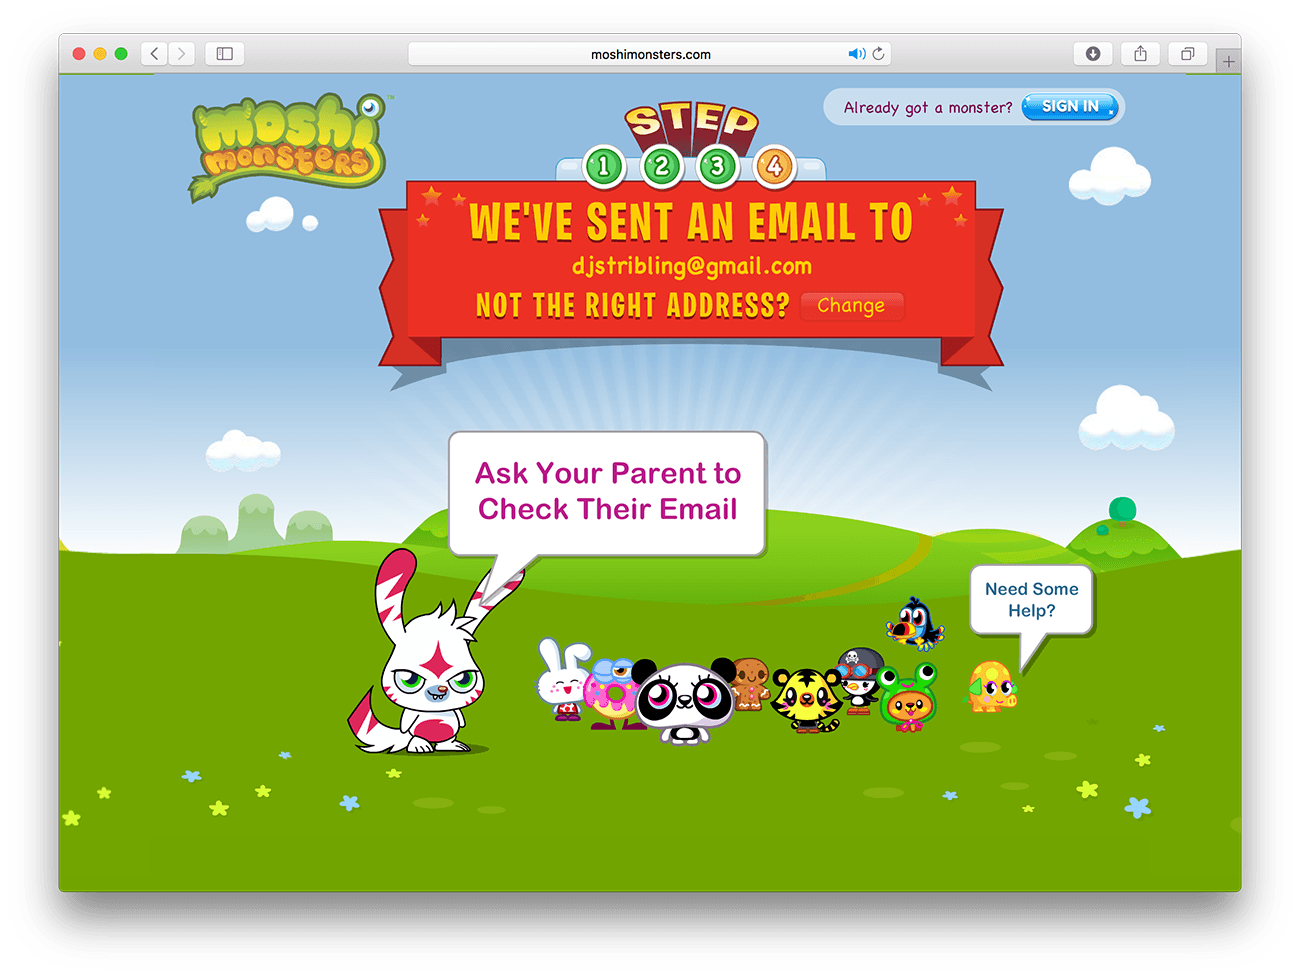 moshimonsters.com
moshi
monsters
™
Already got a monster? SIGN IN
STEP
1 2 3 4
WE'VE SENT AN EMAIL TO
djstribling@gmail.com
NOT THE RIGHT ADDRESS? Change
Ask Your Parent to
Check Their Email
Need Some
Help?